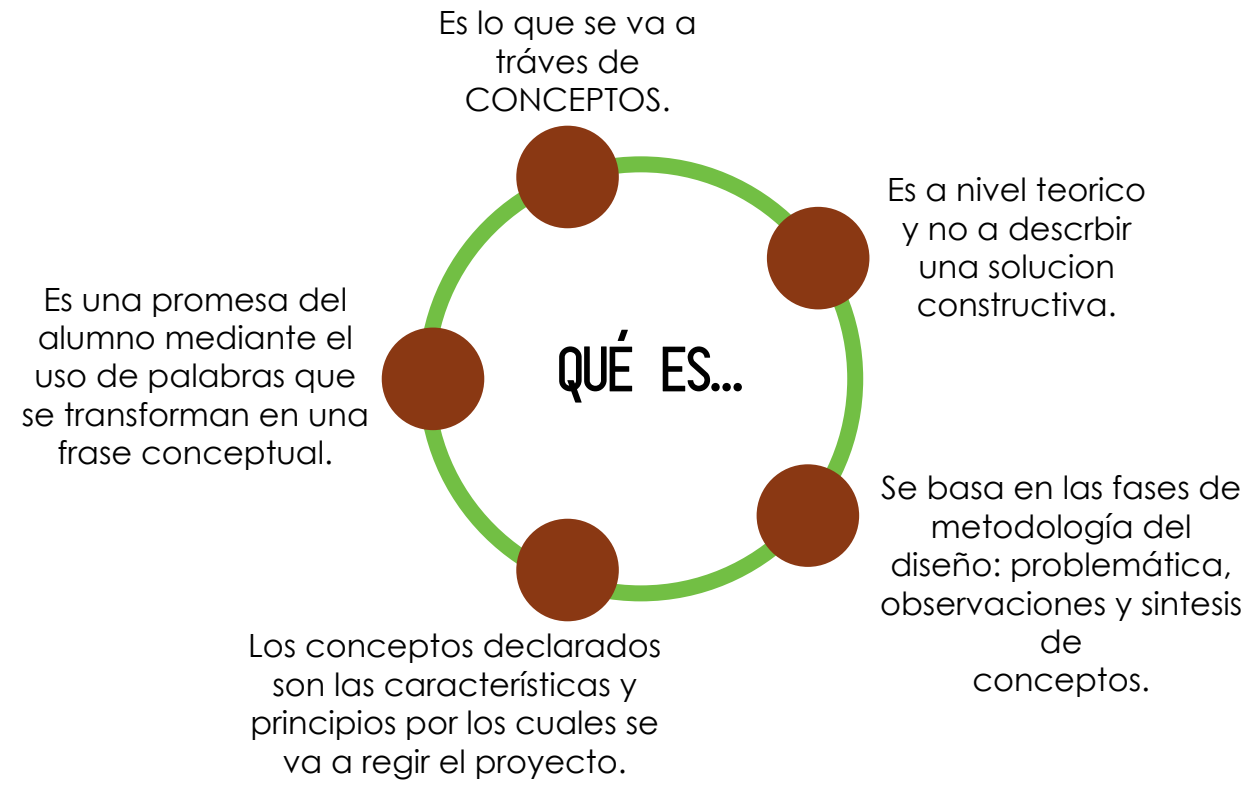 Es lo que se va a
tráves de
CONCEPTOS.
Es a nivel teorico
y no a descrbir
una solucion
constructiva.
Es una promesa del
alumno mediante el
uso de palabras que
se transforman en una
frase conceptual.
QUÉ ES...
Se basa en las fases de
metodología del
diseño: problemática,
observaciones y sintesis
de
conceptos.
Los conceptos declarados
son las características y
principios por los cuales se
va a regir el proyecto.